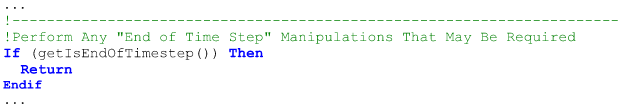 ...
!----------------------------------------------------------------------
!Perform Any "End of Time Step" Manipulations That May Be Required
If (getIsEndOfTimestep()) Then
  Return
Endif
...